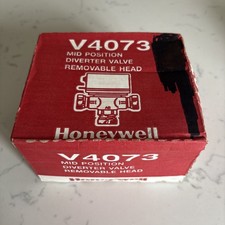 V4073
MID POSITION
DIVERTER VALVE
REMOVABLE HEAD
Honeywell
V4073
MID POSITION
DIVERTER VALVE
REMOVABLE HEAD